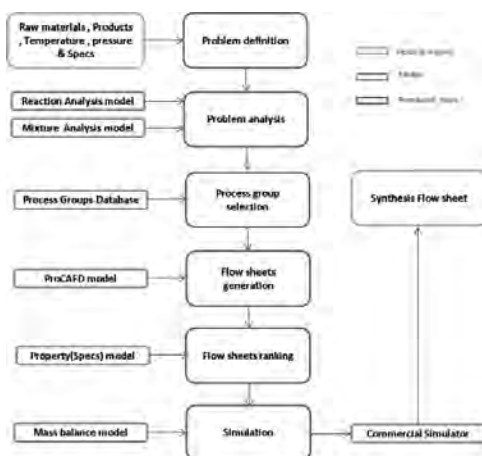 Raw materials , Products
, Temperature , pressure
& Specs
Problem definition
Reaction Analysis model
Mixture Analysis model
Problem analysis
Process Groups Database
Process group
selection
Synthesis Flow sheet
ProCAFD model
Flow sheets
generation
Property(Specs) model
Flow sheets ranking
Mass balance model
Simulation
Commercial Simulator